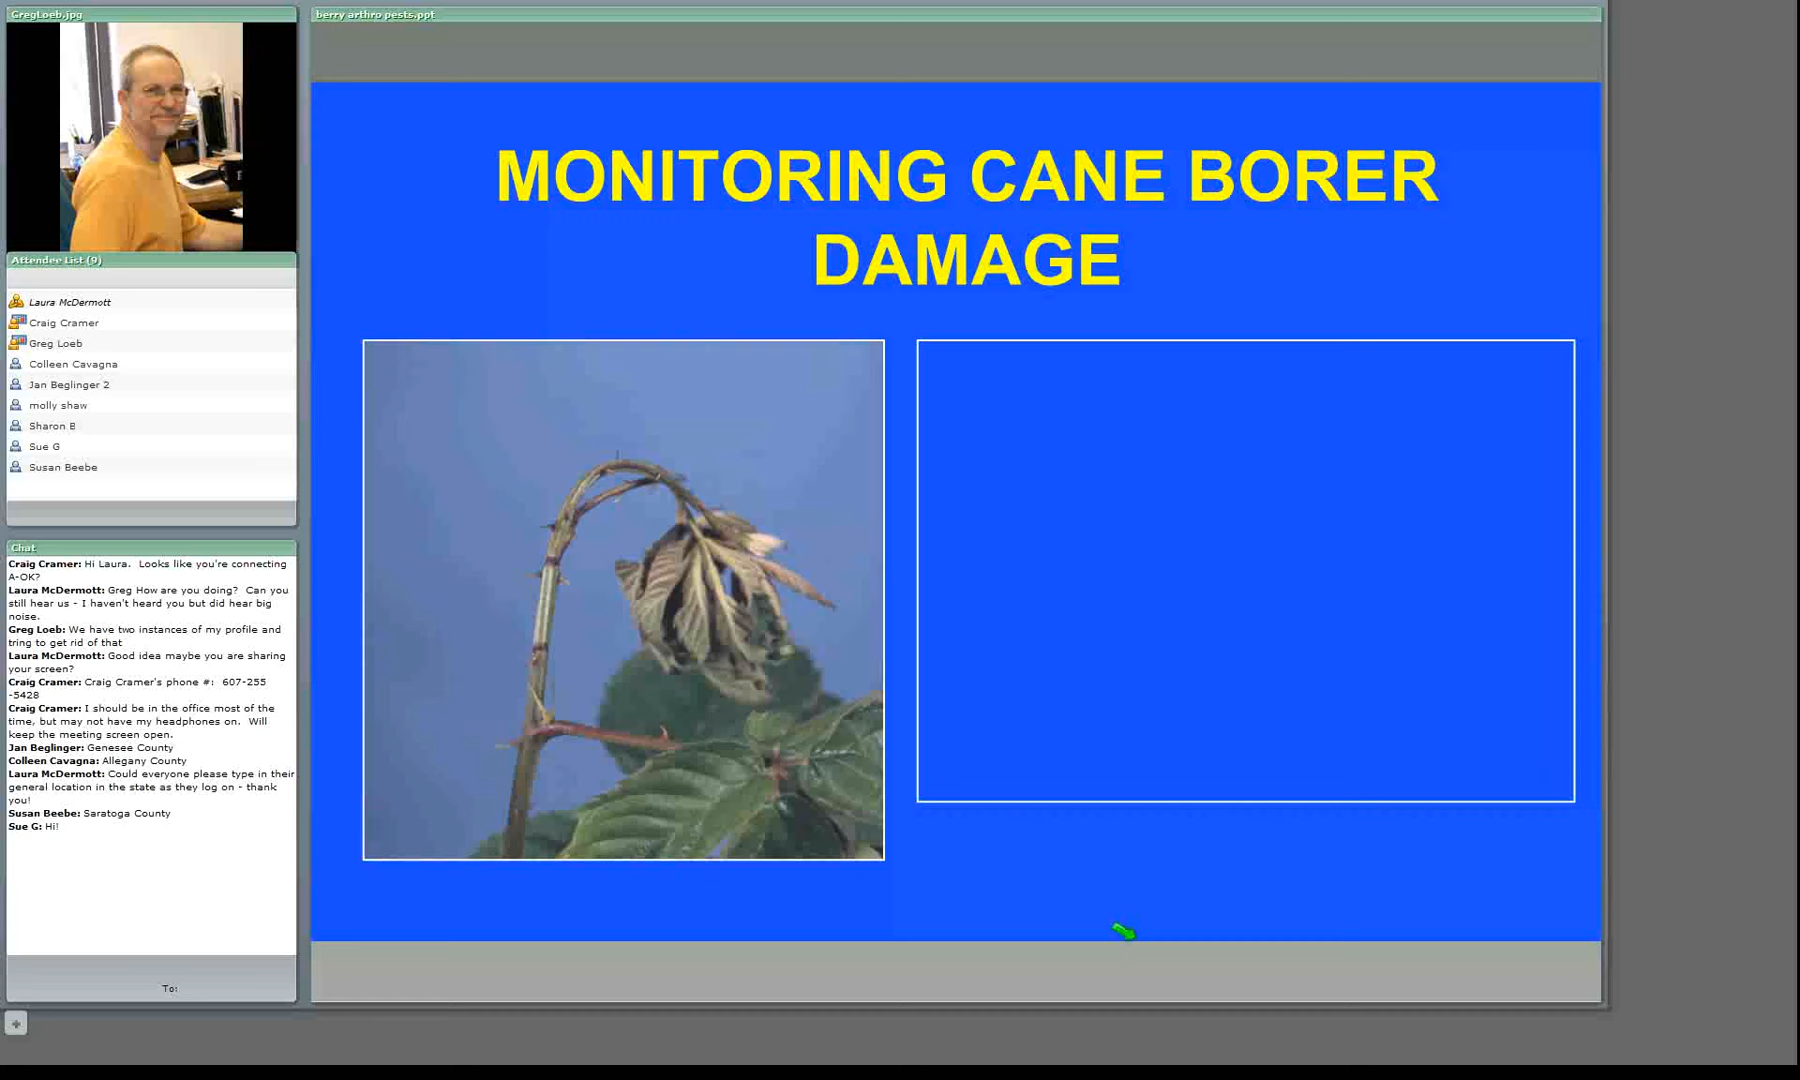 GregLoeb.jpg
berry arthro pests.ppt
MONITORING CANE BORER
DAMAGE
Attendee List (9)
Laura McDermott
Craig Cramer
Greg Loeb
Colleen Cavagna
Jan Beglinger 2
molly shaw
Sharon B
Sue G
Susan Beebe
Chat
Craig Cramer: Hi Laura. Looks like you're connecting
A-OK?
Laura McDermott: Greg How are you doing? Can you
still hear us - I haven't heard you but did hear big
noise.
Greg Loeb: We have two instances of my profile and
tring to get rid of that
Laura McDermott: Good idea maybe you are sharing
your screen?
Craig Cramer: Craig Cramer's phone #: 607-255
-5428
Craig Cramer: I should be in the office most of the
time, but may not have my headphones on. Will
keep the meeting screen open.
Jan Beglinger: Genesee County
Colleen Cavagna: Allegany County
Laura McDermott: Could everyone please type in their
general location in the state as they log on - thank
you!
Susan Beebe: Saratoga County
Sue G: Hi!
To: